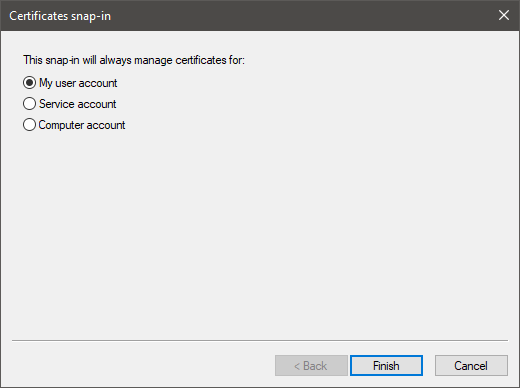 Certificates snap-in
This snap-in will always manage certificates for:
My user account
Service account
Computer account
< Back Finish Cancel